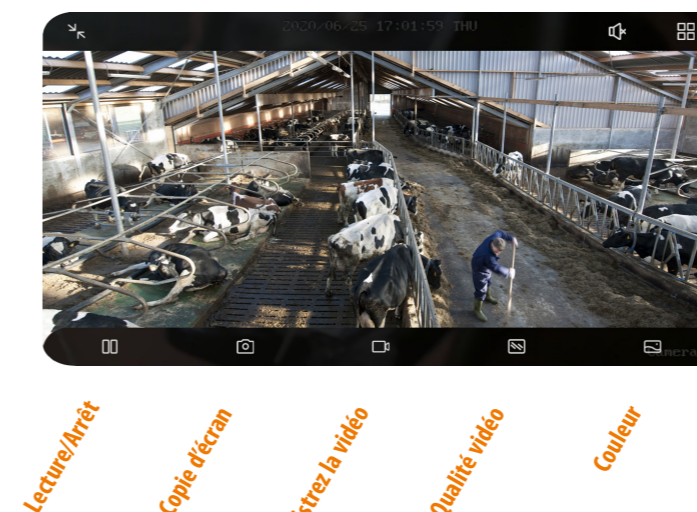 2020/06/25 17:01:59 THU
Lecture/Arrêt
Copie d'écran
strez la vidéo
Qualité vidéo
Couleur